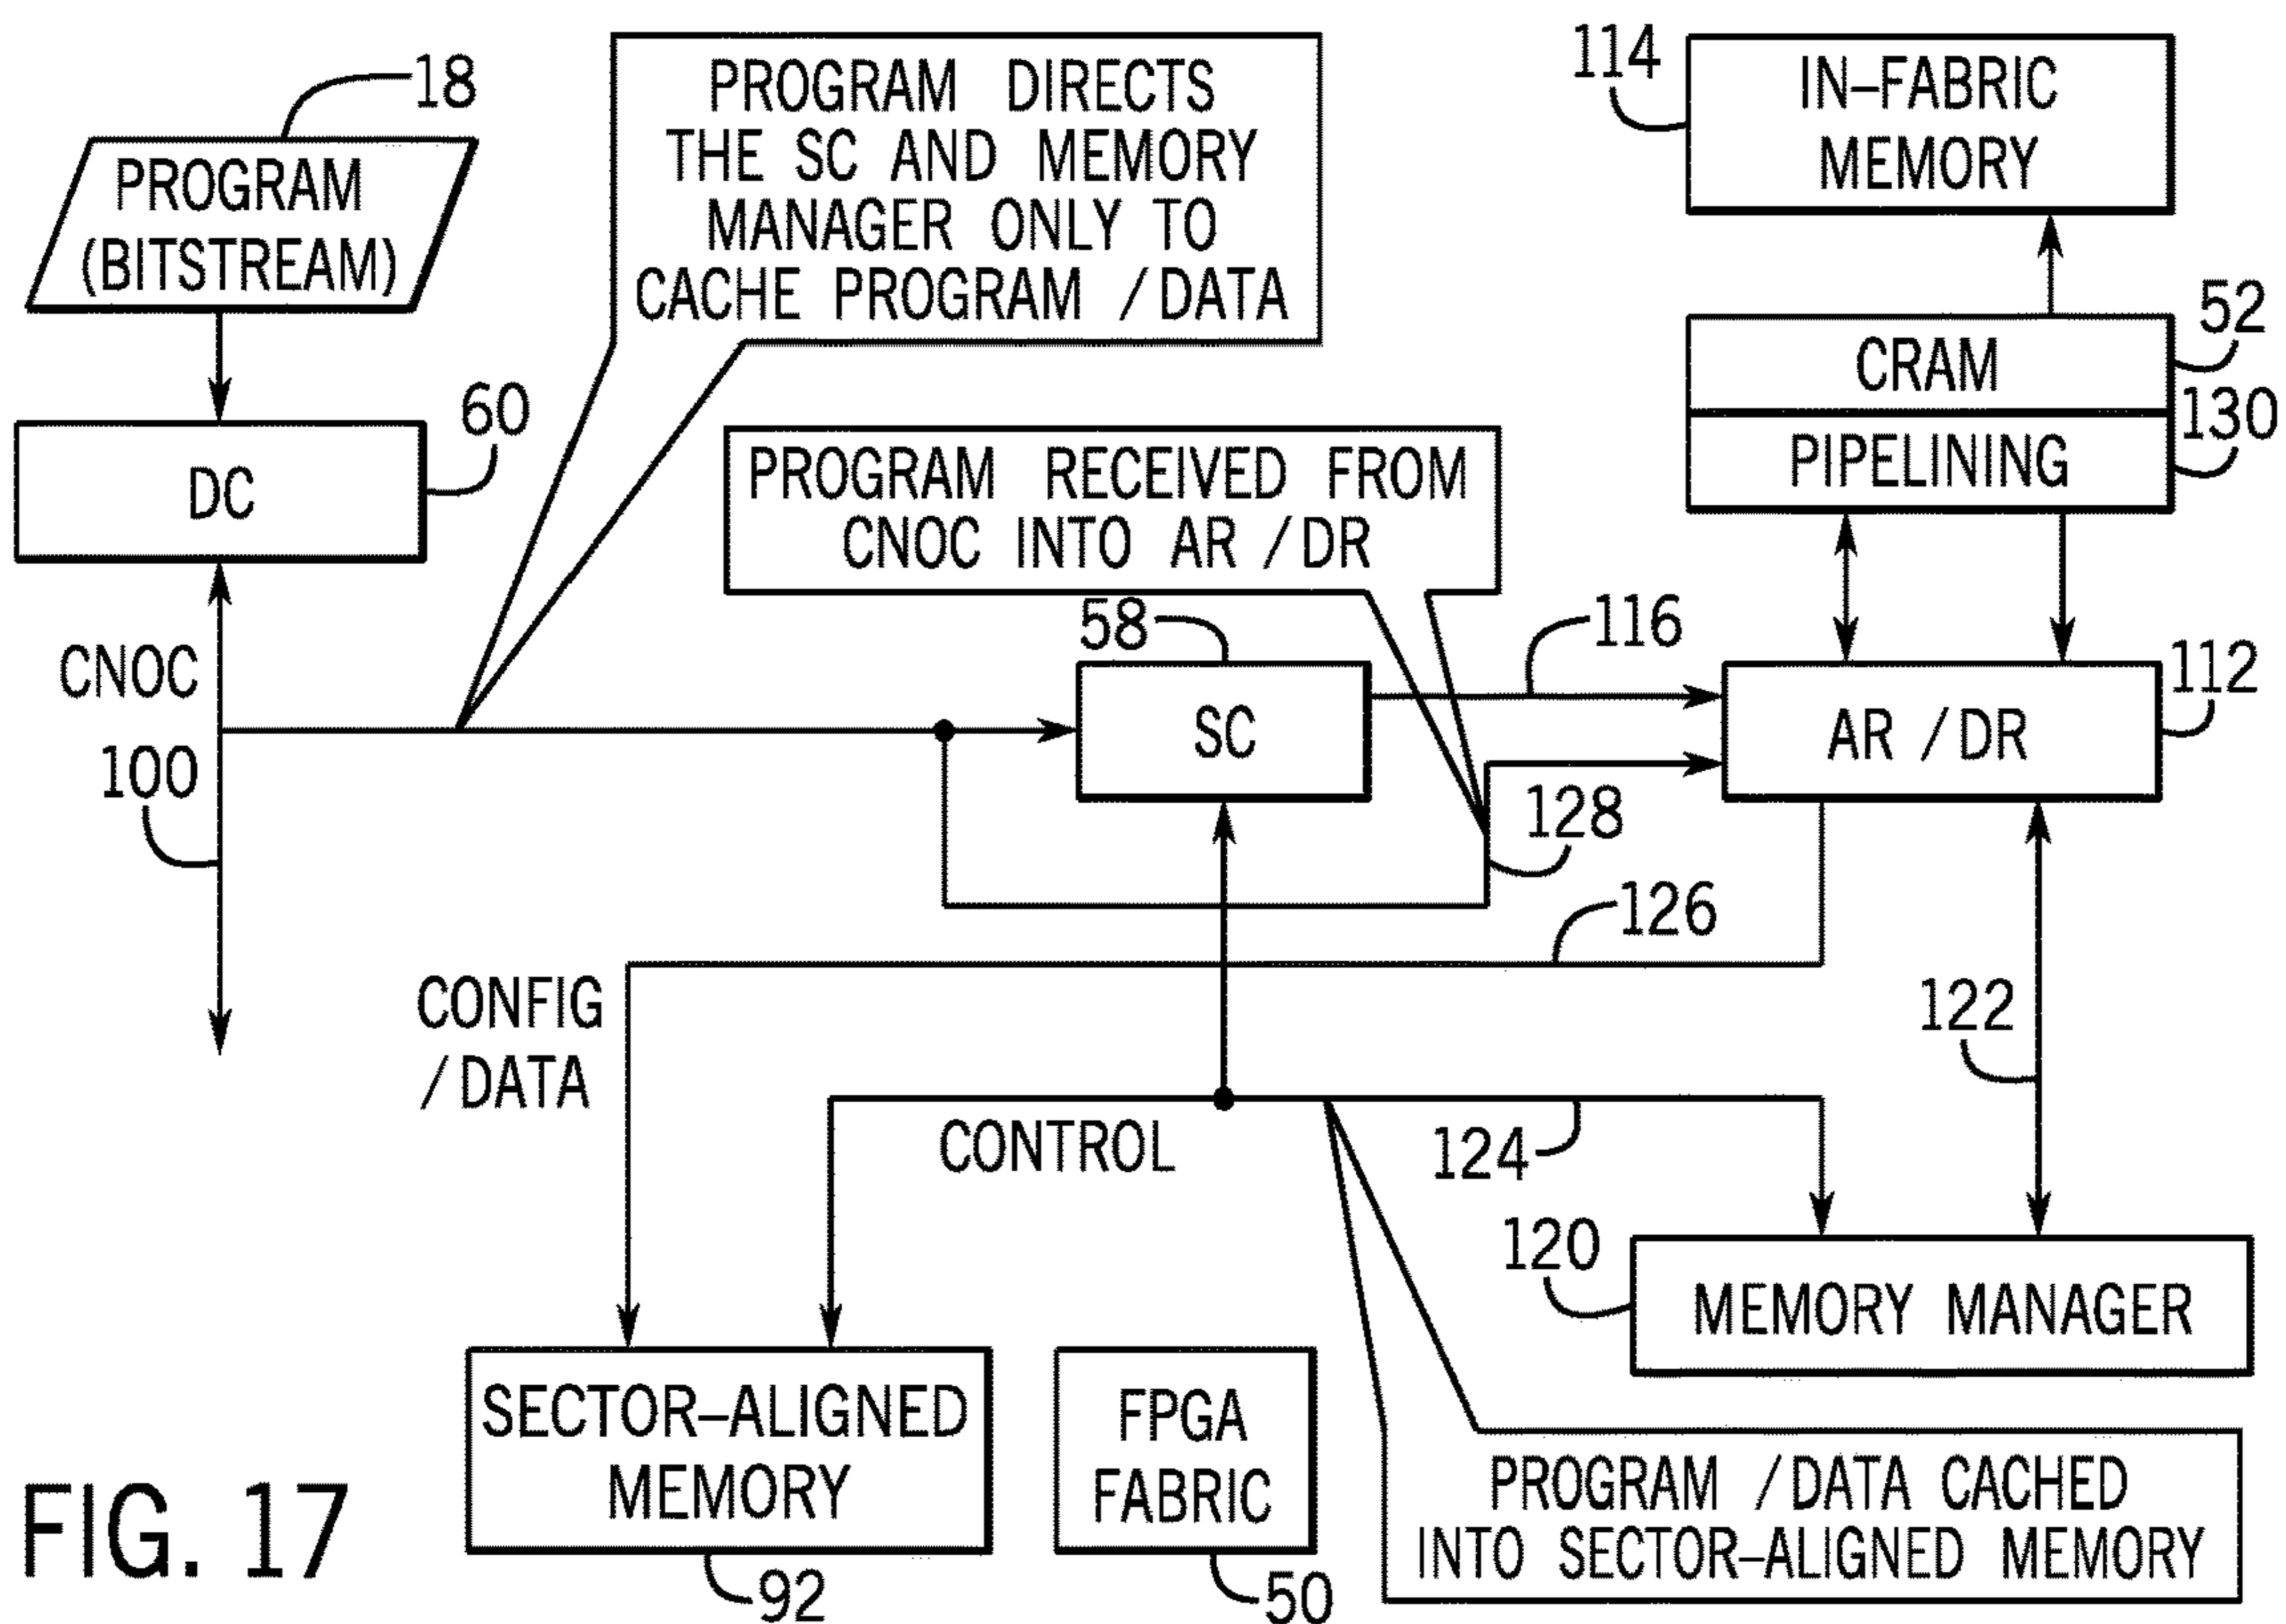 18
PROGRAM
(BITSTREAM)
PROGRAM DIRECTS
THE SC AND MEMORY
MANAGER ONLY TO
CACHE PROGRAM /DATA
114
IN–FABRIC
MEMORY
52
CRAM
130
PIPELINING
60
DC
PROGRAM RECEIVED FROM
CNOC INTO AR /DR
CNOC
100
58
SC
116
112
AR /DR
128
126
CONFIG
/DATA
122
CONTROL
124
120
MEMORY MANAGER
SECTOR–ALIGNED
MEMORY
92
FPGA
FABRIC
50
PROGRAM /DATA CACHED
INTO SECTOR–ALIGNED MEMORY
FIG. 17